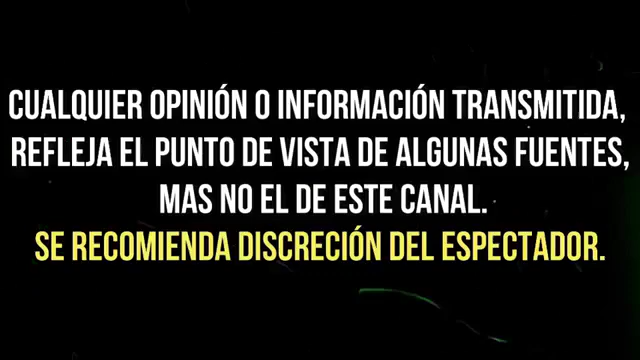 CUALQUIER OPINIÓN O INFORMACIÓN TRANSMITIDA,
REFLEJA EL PUNTO DE VISTA DE ALGUNAS FUENTES,
MAS NO EL DE ESTE CANAL.
SE RECOMIENDA DISCRECIÓN DEL ESPECTADOR.